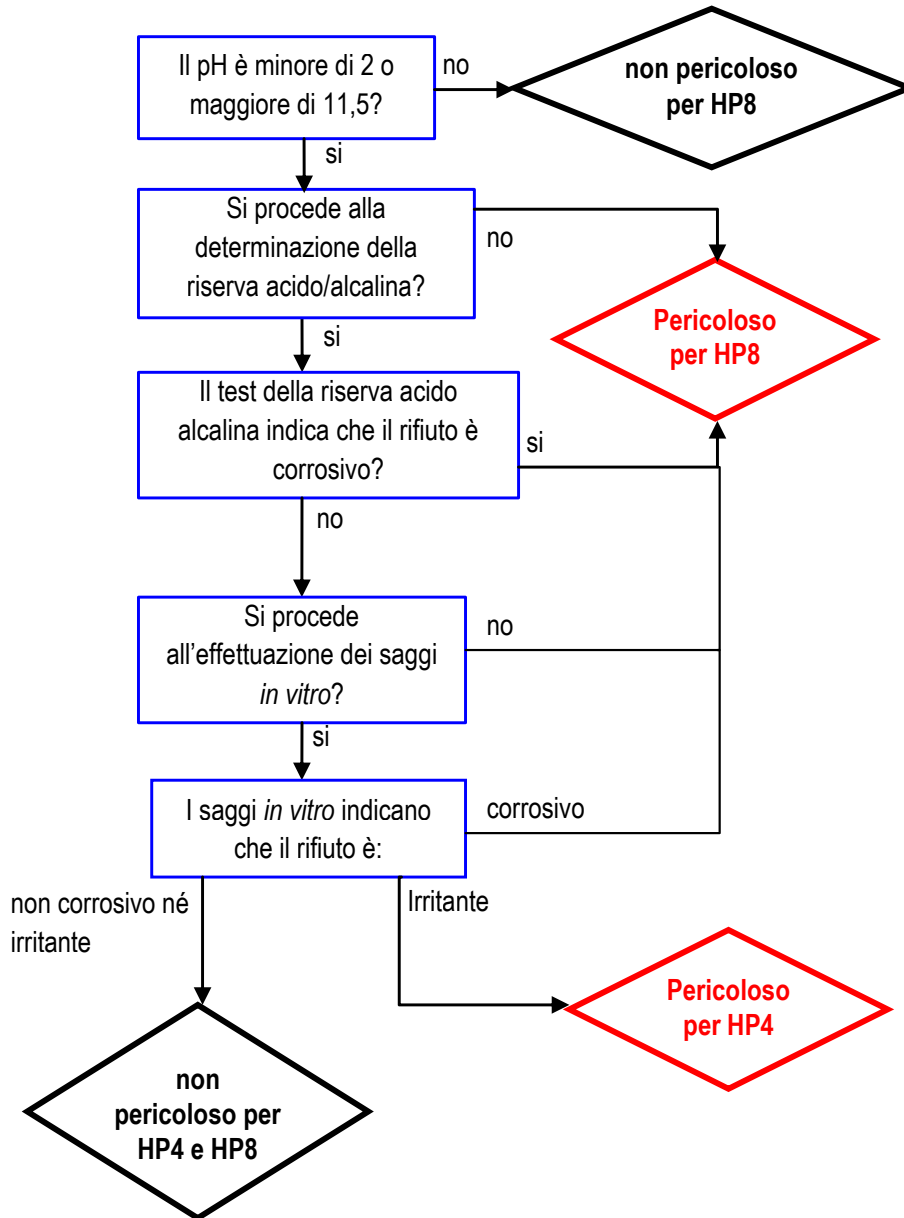 Il pH è minore di 2 o
maggiore di 11,5?
no
non pericoloso
per HP8
si
Si procede alla
determinazione della
riserva acido/alcalina?
no
Pericoloso
per HP8
si
Il test della riserva acido
alcalina indica che il rifiuto è
corrosivo?
si
no
Si procede
all’effettuazione dei saggi
in vitro?
no
si
I saggi in vitro indicano
che il rifiuto è:
corrosivo
non corrosivo né
irritante
Irritante
Pericoloso
per HP4
non
pericoloso per
HP4 e HP8